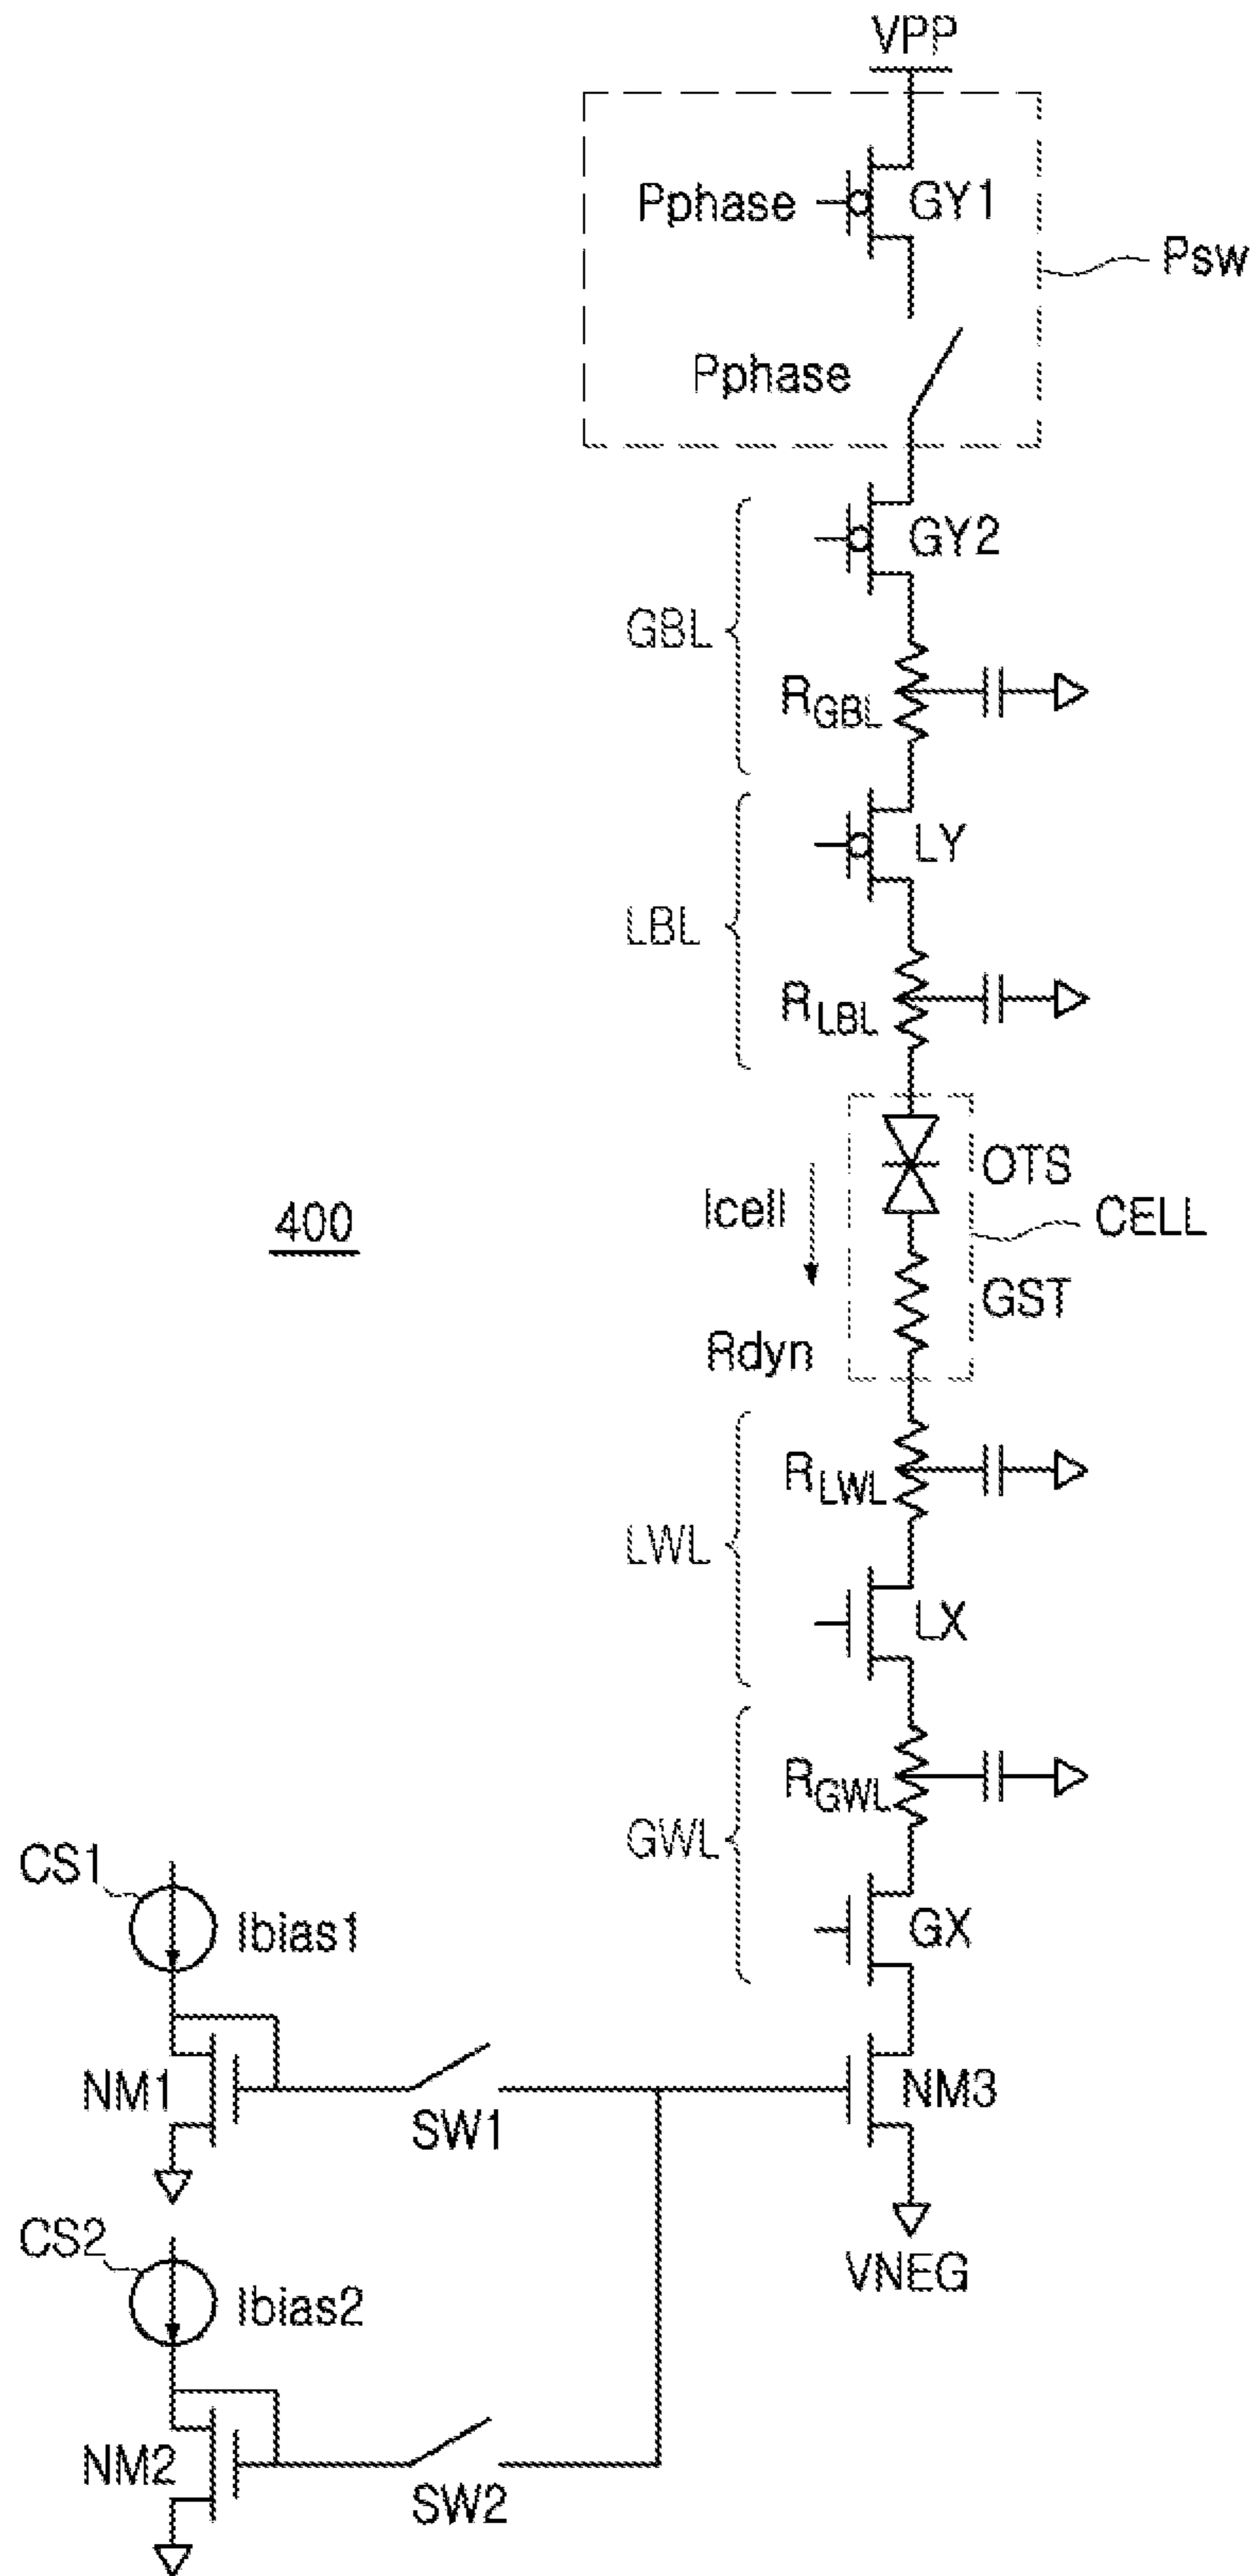 VPP
Pphase
GY1
Psw
Pphase
GY2
GBL
RGBL
LY
LBL
RLBL
OTS
Icell
CELL
400
GST
Rdyn
RLWL
LWL
LX
RGWL
GWL
CS1
Ibias1
GX
NM1
NM3
SW1
CS2
VNEG
Ibias2
NM2
SW2